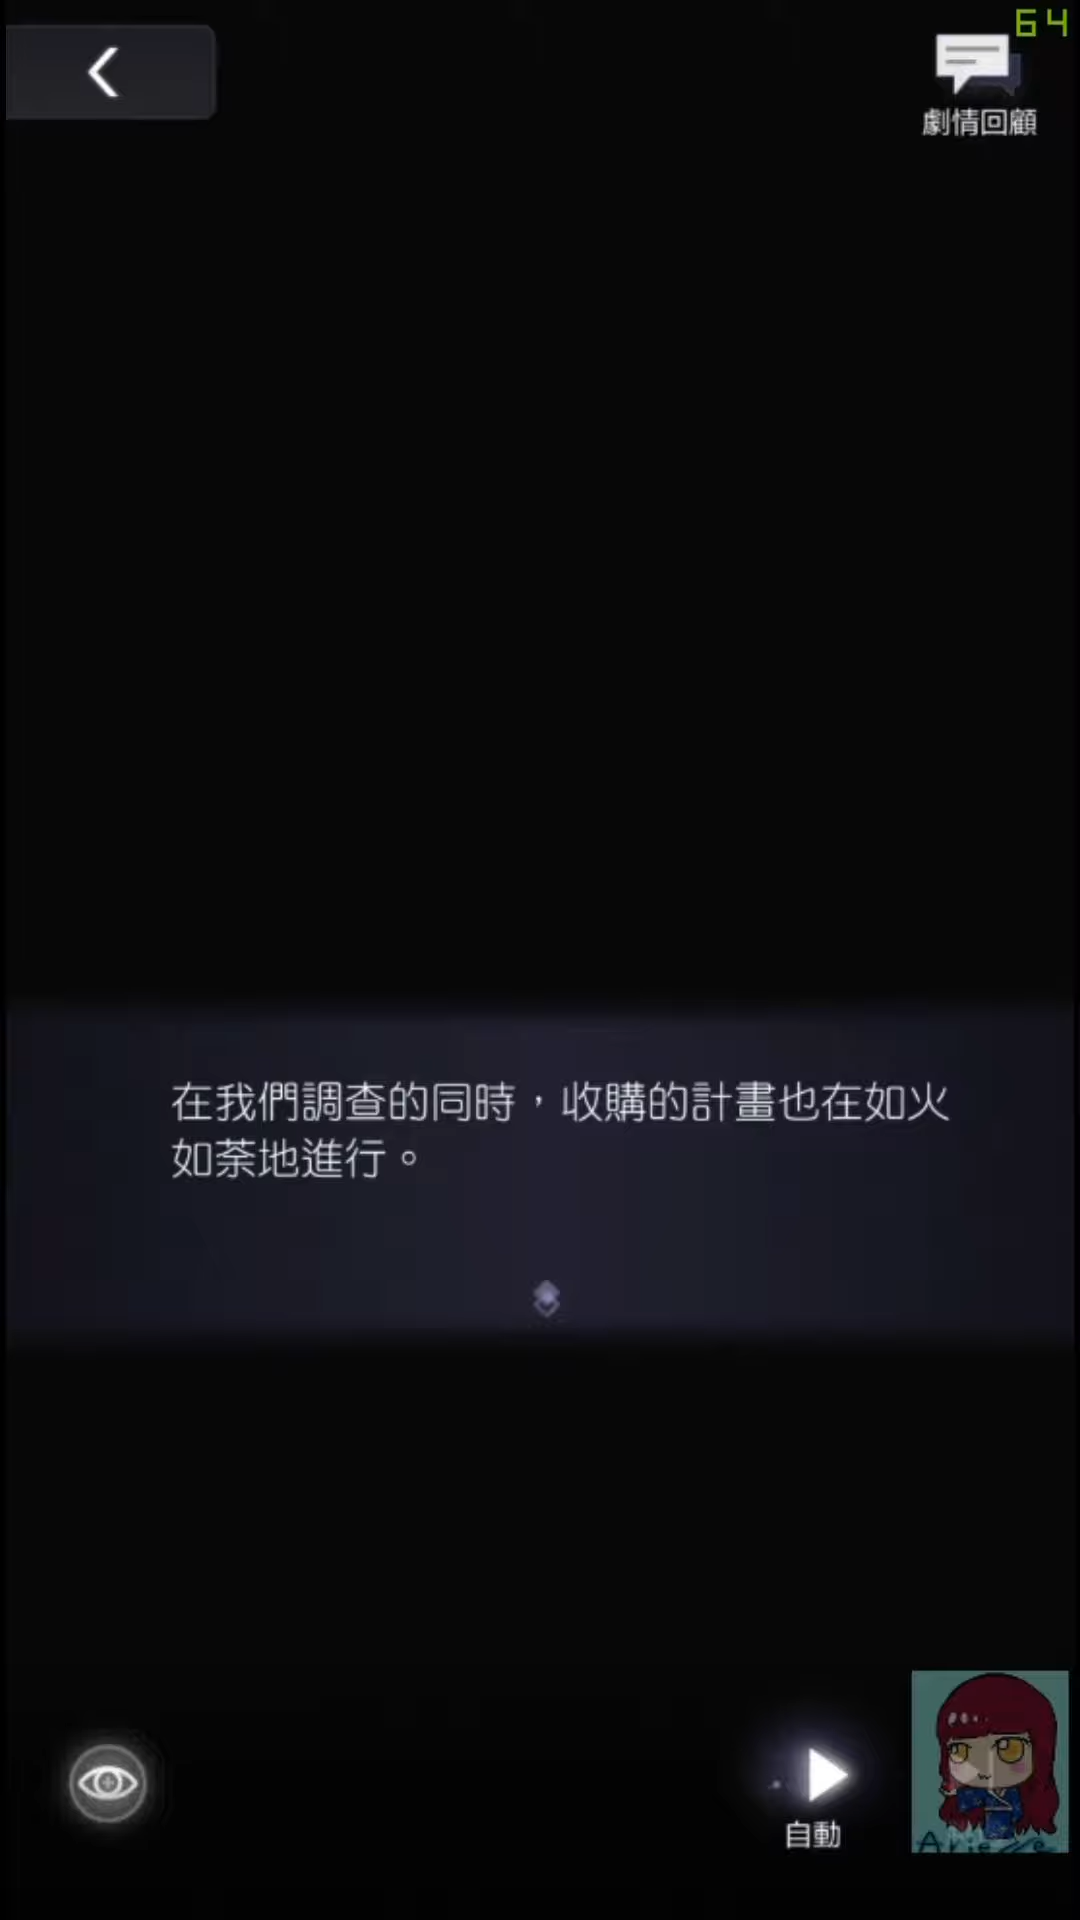 64
劇情回顧
在我們調查的同時，收購的計畫也在如火
如荼地進行。
自動